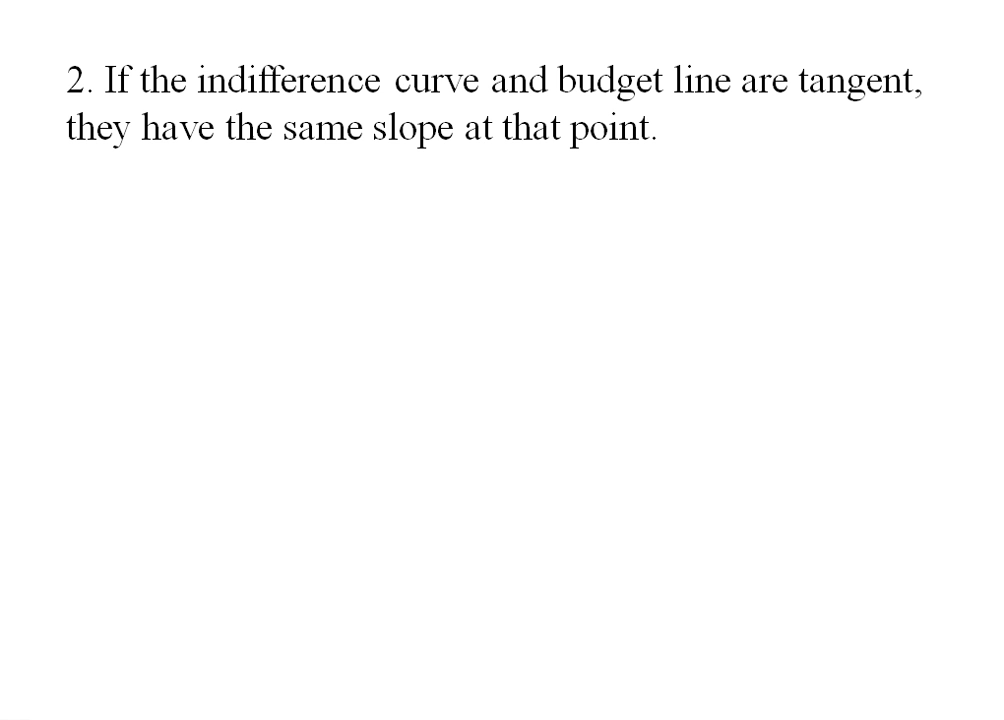 2. If the indifference curve and budget line are tangent,
they have the same slope at that point.